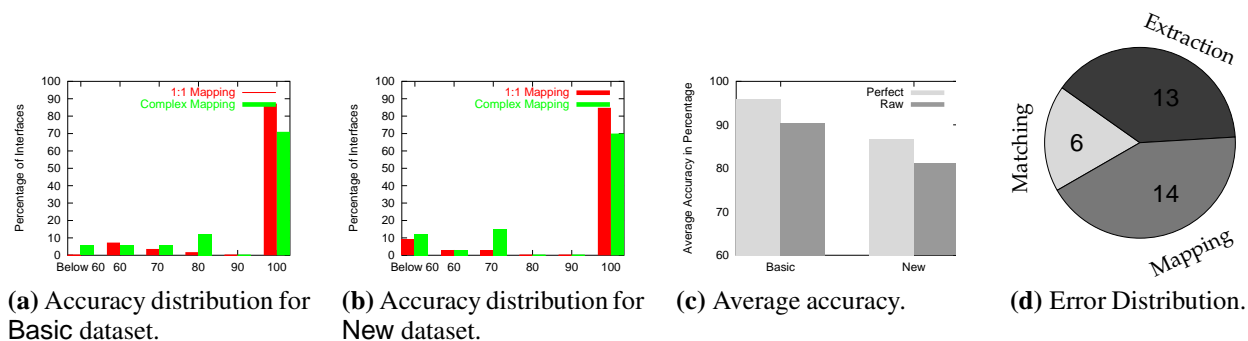 100
90
80
70
60
50
40
30
20
10
0
Percentage of Interfaces
1:1 Mapping
Complex Mapping
Below 60 60 70 80 90 100
(a) Accuracy distribution for
Basic dataset.
100
90
80
70
60
50
40
30
20
10
0
Percentage of Interfaces
1:1 Mapping
Complex Mapping
Below 60 60 70 80 90 100
(b) Accuracy distribution for
New dataset.
100
90
80
70
60
Average Accuracy in Percentage
Perfect
Raw
Basic New
(c) Average accuracy.
Extraction
13
Matching
6
14
Mapping
(d) Error Distribution.